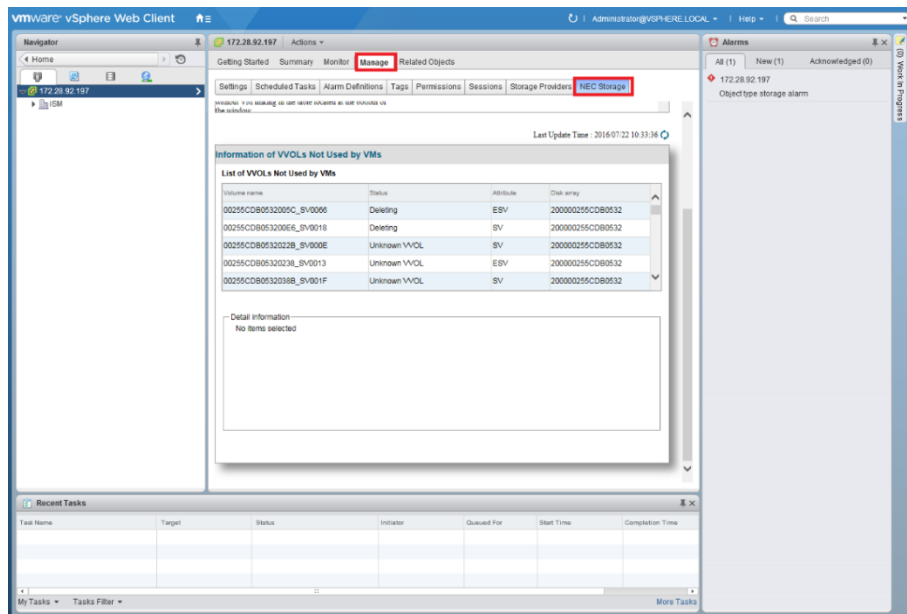 vmware® vSphere Web Client
Administrator@VSPHERE.LOCAL
Help
Search
Navigator
Home
172.28.92.197
ISM
172.28.92.197 Actions
Getting Started Summary Monitor Manage Related Objects
Settings Scheduled Tasks Alarm Definitions Tags Permissions Sessions Storage Providers NEC Storage
the window.
Last Update Time : 2016/07/22 10:33:36
Information of VVOLs Not Used by VMs
List of VVOLs Not Used by VMs
Volume name Status Attribute Disk array
00255CDB0532005C_SV0066 Deleting ESV 200000255CDB0532
00255CDB053200E6_SV0018 Deleting SV 200000255CDB0532
00255CDB0532022B_SV000E Unknown VVOL SV 200000255CDB0532
00255CDB05320238_SV0013 Unknown VVOL ESV 200000255CDB0532
00255CDB0532038B_SV001F Unknown VVOL SV 200000255CDB0532
Detail information
No items selected
Alarms
All (1) New (1) Acknowledged (0)
172.28.92.197
Object type storage alarm
(0) Work In Progress
Recent Tasks
Task Name Target Status Initiator Queued For Start Time Completion Time
My Tasks Tasks Filter More Tasks